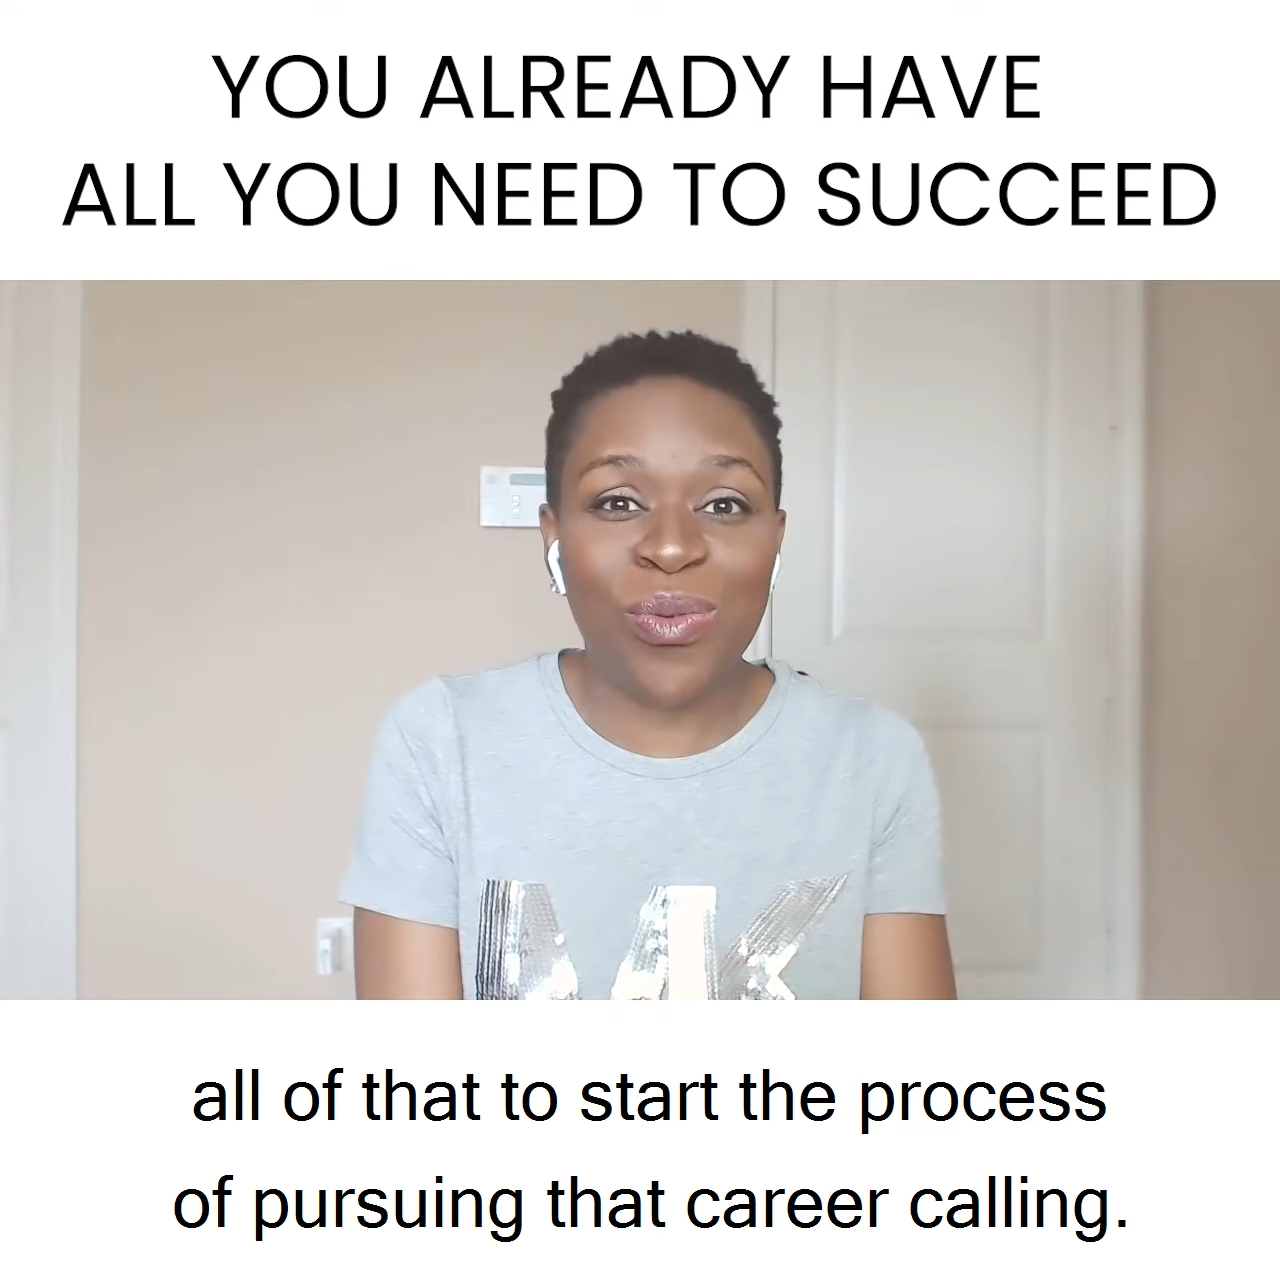 YOU ALREADY HAVE
ALL YOU NEED TO SUCCEED
MK
all of that to start the process
of pursuing that career calling.